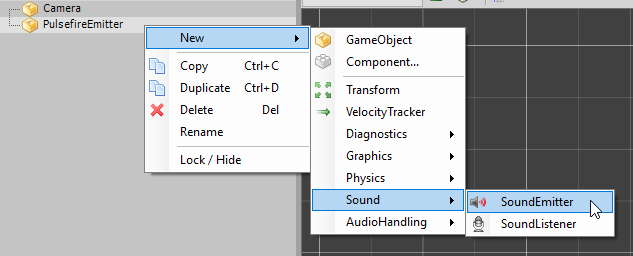 Camera
PulsefireEmitter
New
Copy Ctrl+C
Duplicate Ctrl+D
Delete Del
Rename
Lock / Hide
GameObject
Component...
Transform
VelocityTracker
Diagnostics
Graphics
Physics
Sound
AudioHandling
SoundEmitter
SoundListener